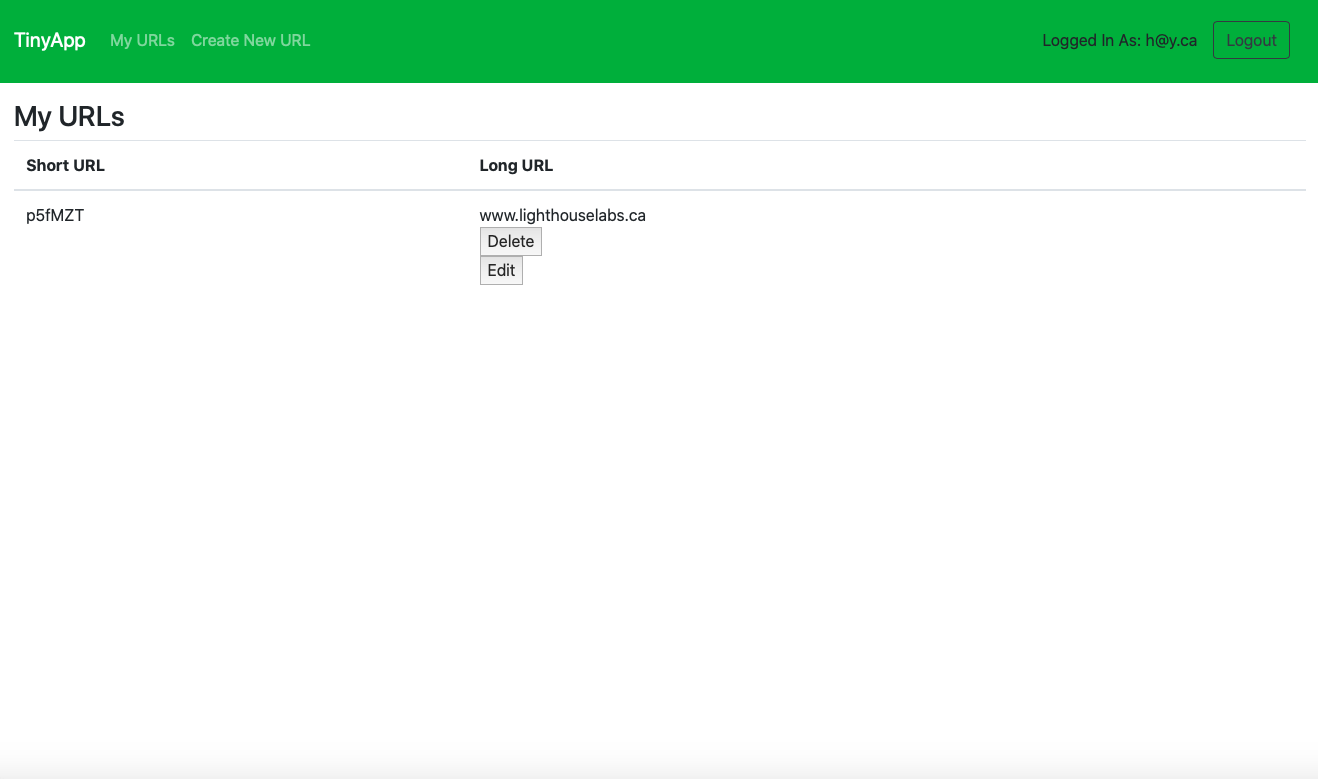 TinyApp My URLs Create New URL Logged In As: h@y.ca Logout
My URLs
Short URL Long URL
p5fMZT www.lighthouselabs.ca
Delete
Edit